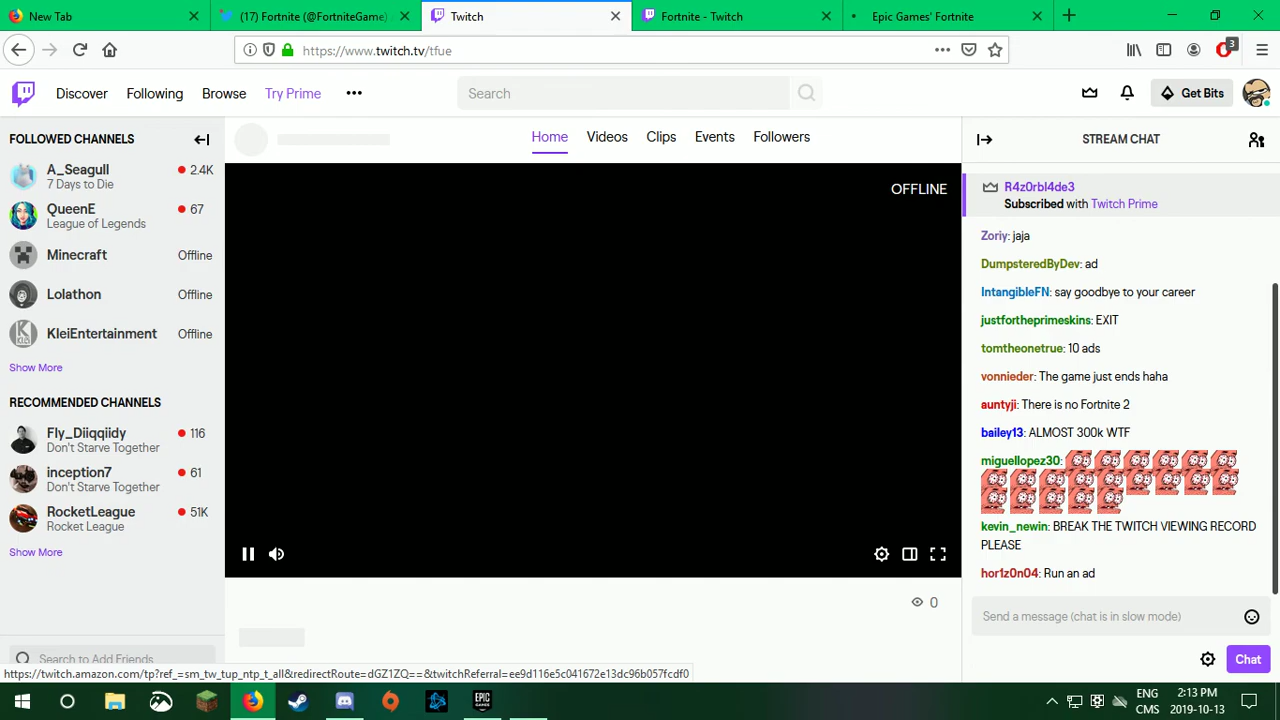 New Tab
(17) Fortnite (@FortniteGame)
Twitch
Fortnite - Twitch
Epic Games' Fortnite
https://www.twitch.tv/tfue
3
Discover
Following
Browse
Try Prime
Search
Get Bits
FOLLOWED CHANNELS
A_Seagull
2.4K
7 Days to Die
QueenE
67
League of Legends
Minecraft
Offline
Lolathon
Offline
KleiEntertainment
Offline
Show More
RECOMMENDED CHANNELS
Fly_Diiqqiidy
116
Don't Starve Together
inception7
61
Don't Starve Together
RocketLeague
51K
Rocket League
Show More
Search to Add Friends
Home
Videos
Clips
Events
Followers
OFFLINE
0
STREAM CHAT
R4z0rbl4de3
Subscribed with Twitch Prime
Zoriy: jaja
DumpsteredByDev: ad
IntangibleFN: say goodbye to your career
justfortheprimeskins: EXIT
tomtheonetrue: 10 ads
vonnieder: The game just ends haha
auntyji: There is no Fortnite 2
bailey13: ALMOST 300k WTF
miguellopez30:
kevin_newin: BREAK THE TWITCH VIEWING RECORD
PLEASE
hor1z0n04: Run an ad
Send a message (chat is in slow mode)
Chat
https://twitch.amazon.com/tp?ref_=sm_tw_tup_ntp_t_all&redirectRoute=dGZ1ZQ==&twitchReferral=ee9d116e5c041672e13dc96b057fcdf0
EPIC
GAMES
ENG
CMS
2:13 PM
2019-10-13